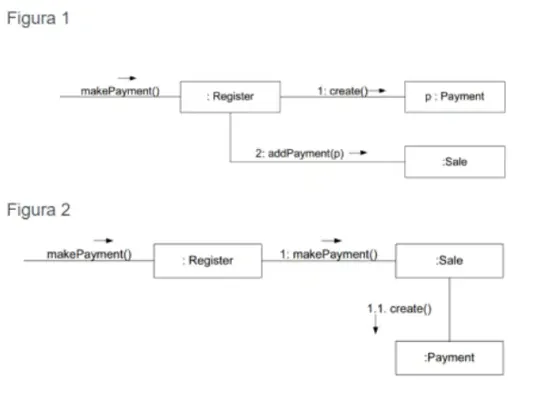 Figura 1
makePayment()
: Register
1: create()
p : Payment
2: addPayment(p)
:Sale
Figura 2
makePayment()
: Register
1: makePayment()
:Sale
1.1. create()
:Payment